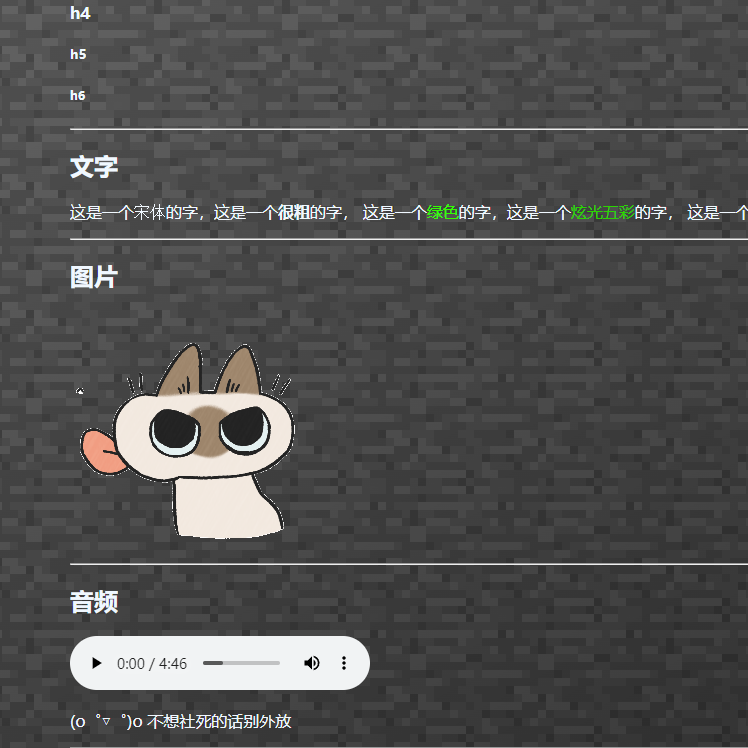 h4
h5
h6
文字
这是一个宋体的字，这是一个很粗的字， 这是一个绿色的字，这是一个炫光五彩的字， 这是一个
图片
音频
0:00 / 4:46
(o゜▽゜)o 不想社死的话别外放